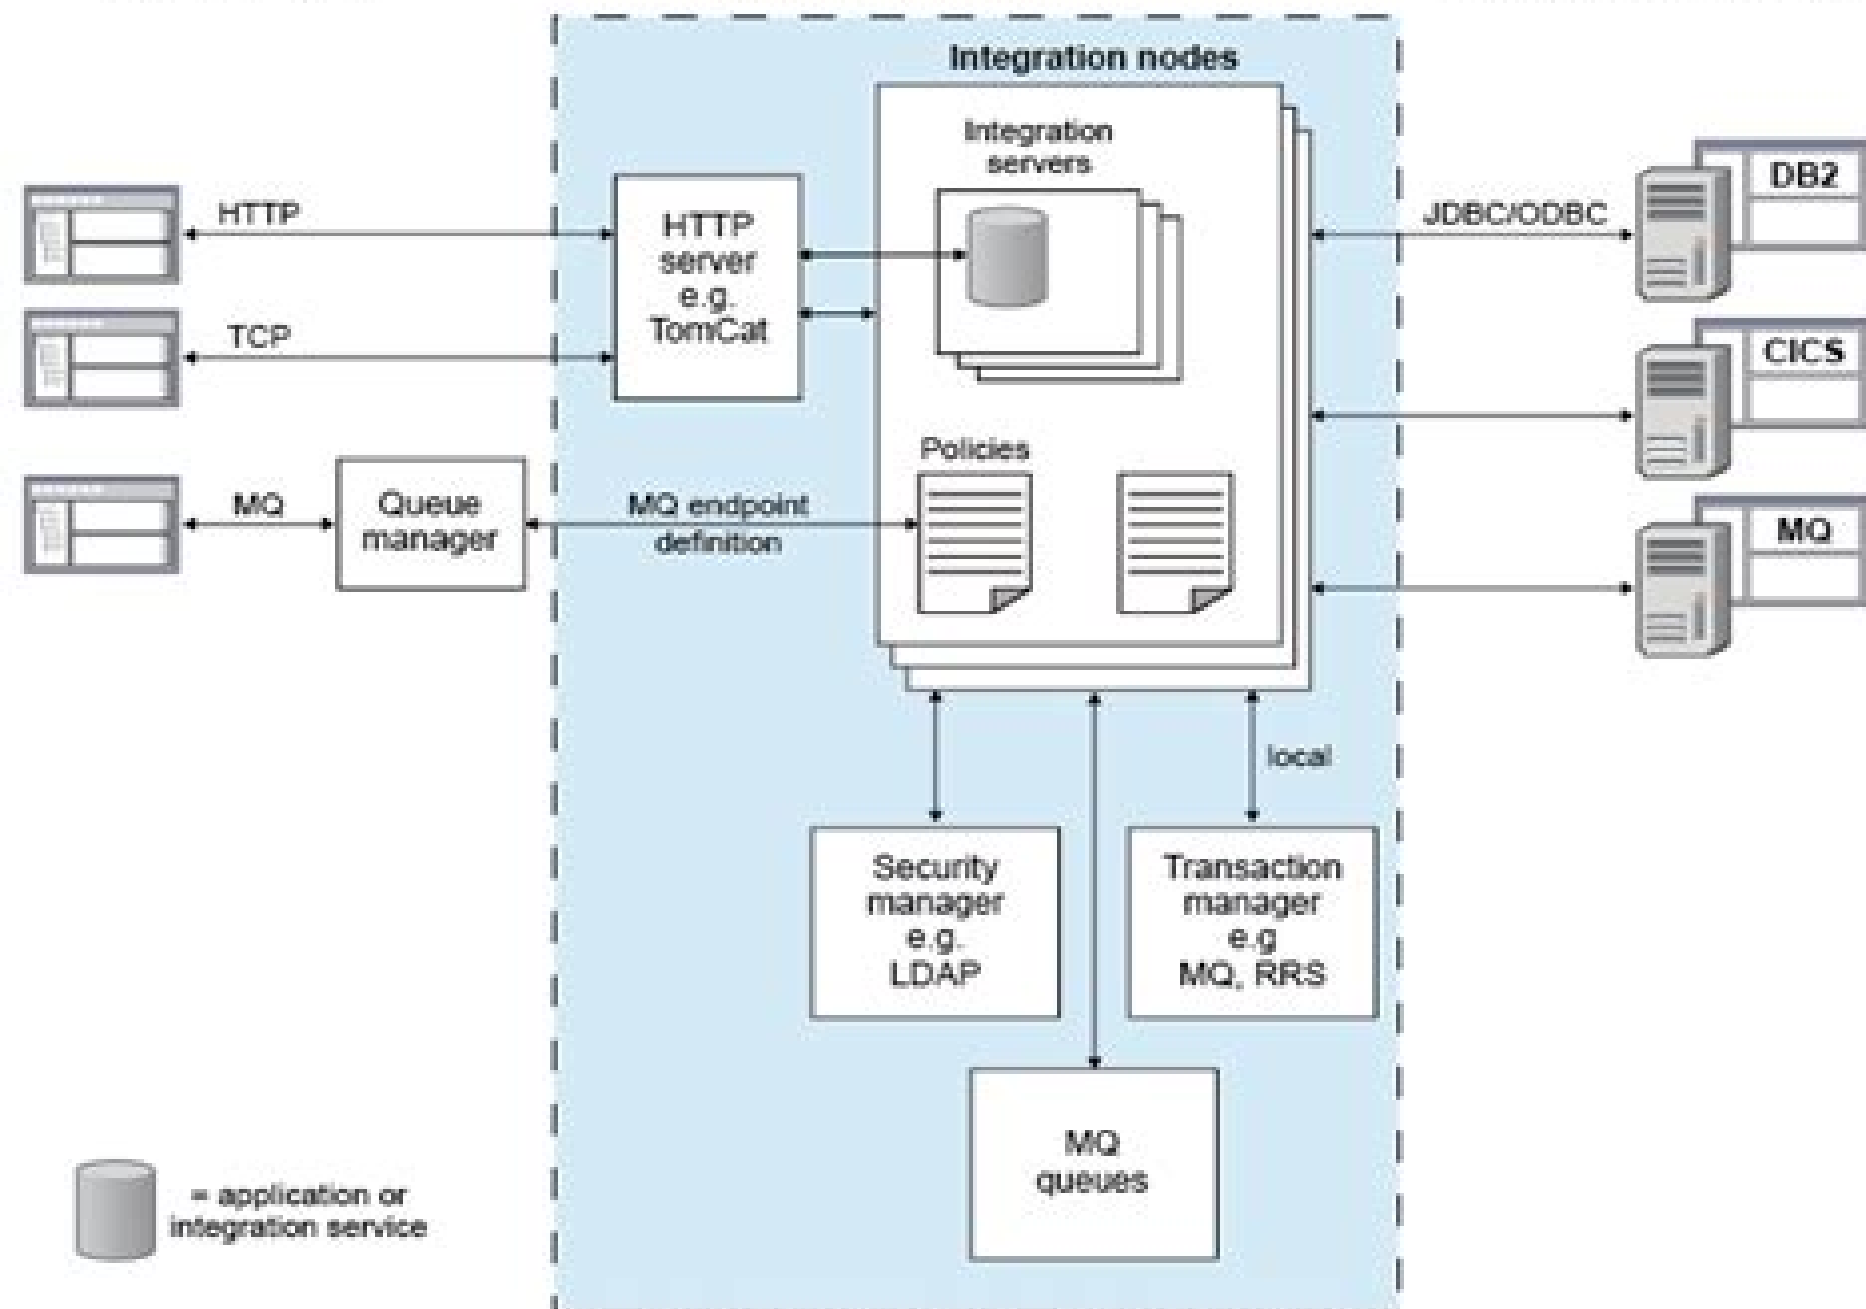 Integration nodes
Integration
servers
HTTP
HTTP
server
e.g.
TomCat
TCP
JDBC/ODBC
DB2
CICS
Policies
MQ
Queue
manager
MQ endpoint
definition
MQ
local
Security
manager
e.g.
LDAP
Transaction
manager
e.g
MQ, RRS
MQ
queues
= application or
integration service